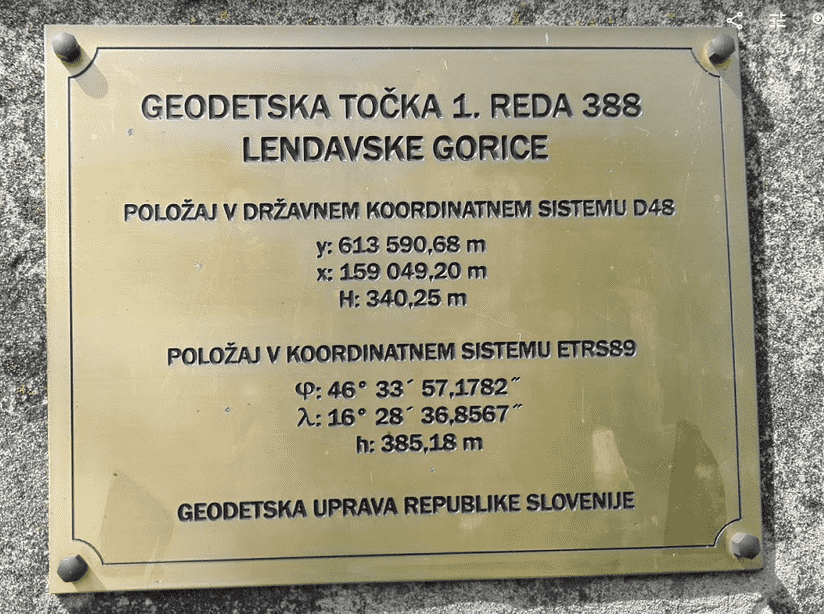 GEODETSKA TOČKA 1. REDA 388
LENDAVSKE GORICE
POLOŽAJ V DRŽAVNEM KOORDINATNEM SISTEMU D48
y: 613 590,68 m
x: 159 049,20 m
H: 340,25 m
POLOŽAJ V KOORDINATNEM SISTEMU ETRS89
φ: 46° 33´ 57,1782˝
λ: 16° 28´ 36,8567˝
h: 385,18 m
GEODETSKA UPRAVA REPUBLIKE SLOVENIJE